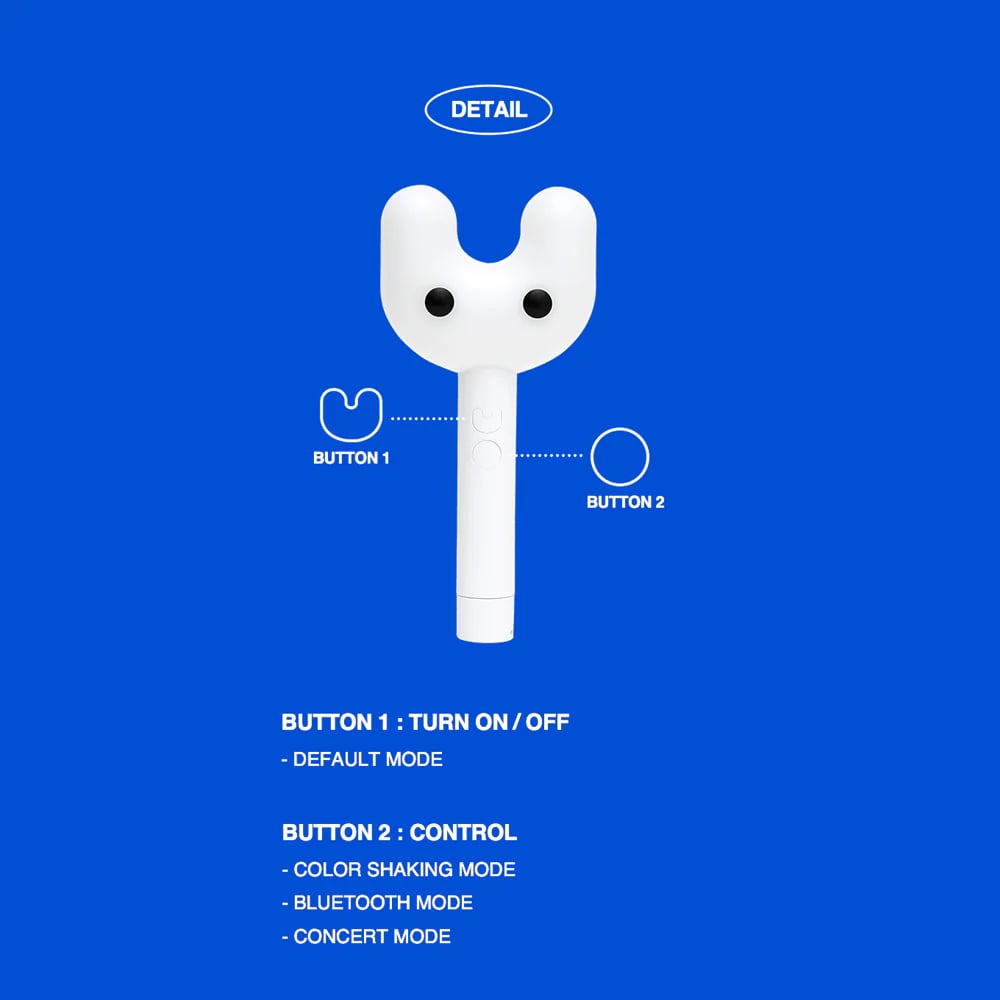 DETAIL
BUTTON 1
BUTTON 2
BUTTON 1 : TURN ON / OFF
- DEFAULT MODE
BUTTON 2 : CONTROL
- COLOR SHAKING MODE
- BLUETOOTH MODE
- CONCERT MODE